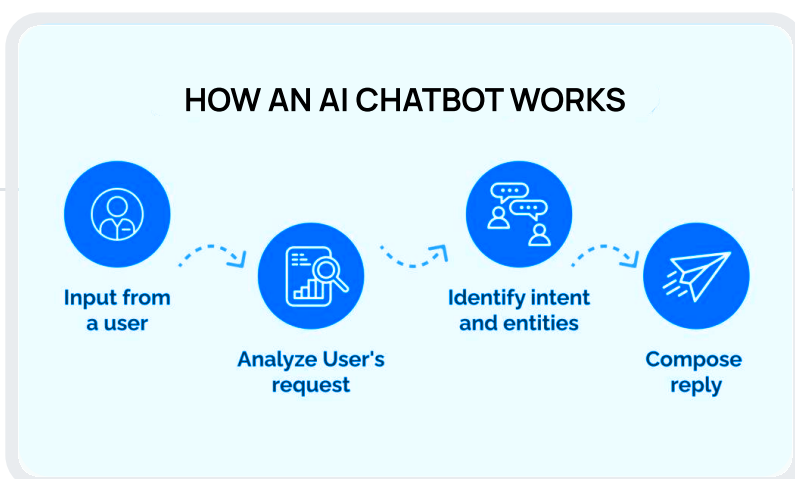 HOW AN AI CHATBOT WORKS
Input from
a user
Analyze User's
request
Identify intent
and entities
Compose
reply